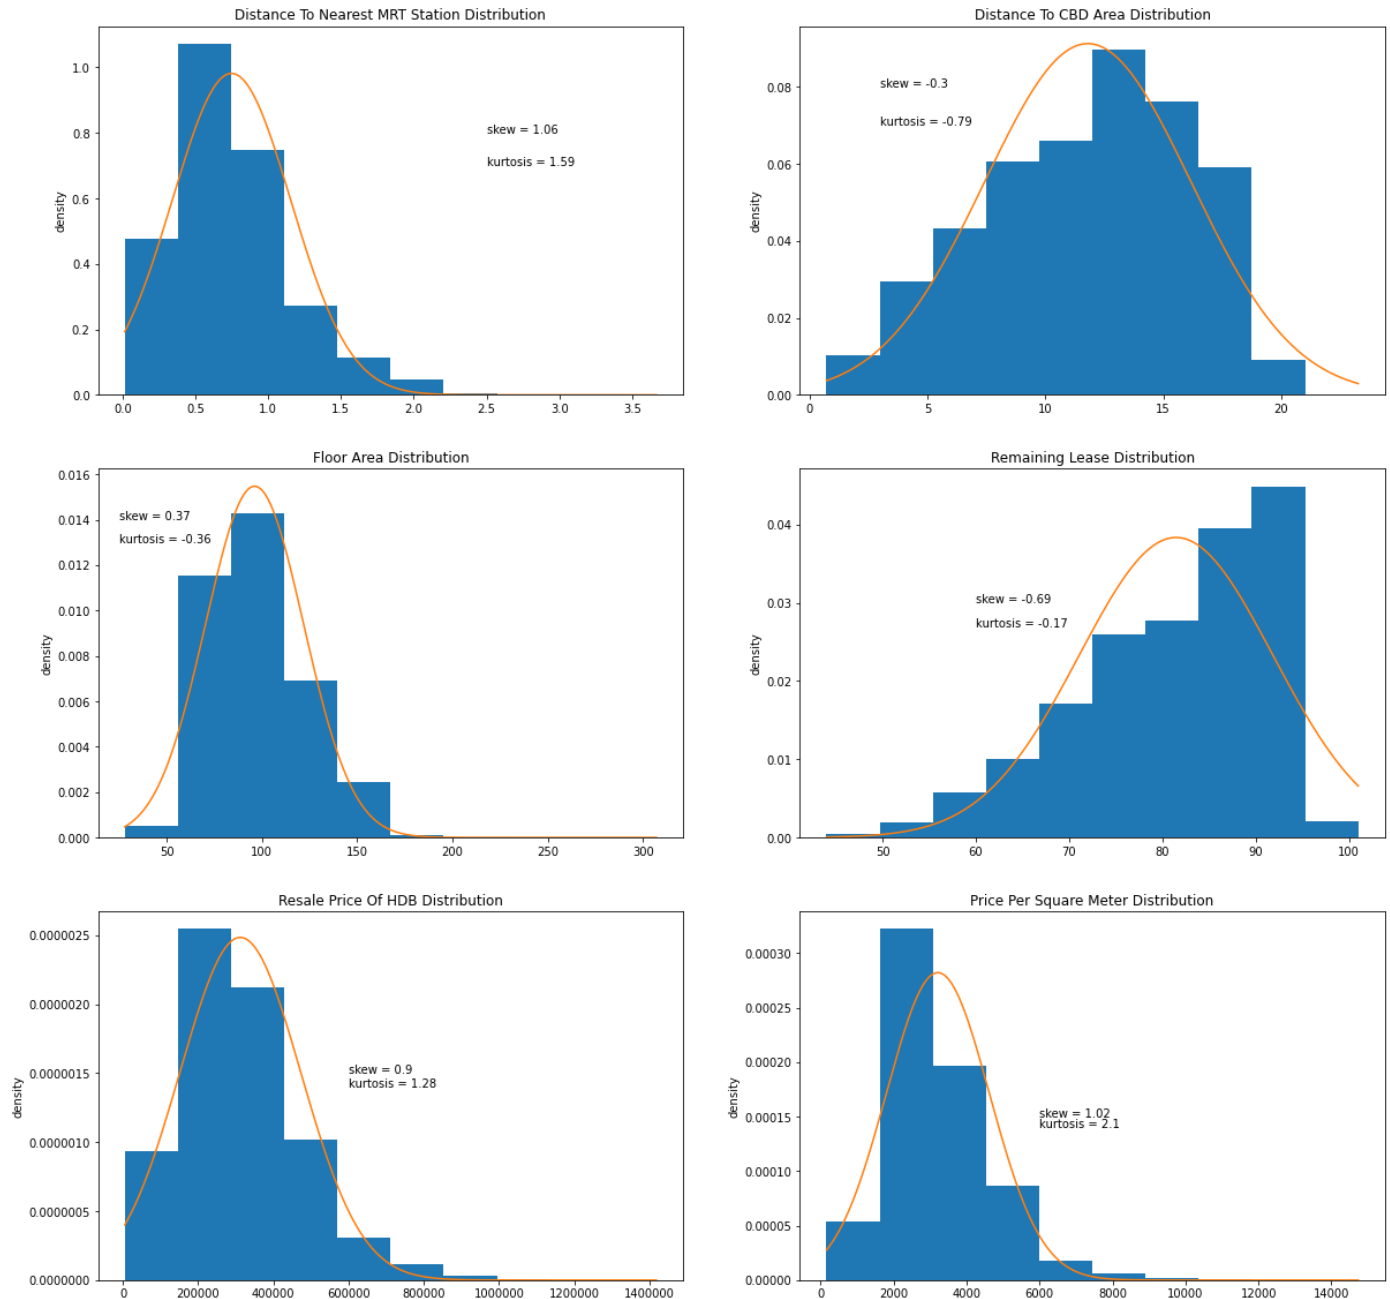 Distance To Nearest MRT Station Distribution
1.0
0.8
0.6
0.4
0.2
0.0
density
skew = 1.06
kurtosis = 1.59
0.0 0.5 1.0 1.5 2.0 2.5 3.0 3.5
Distance To CBD Area Distribution
0.08
0.06
0.04
0.02
0.00
density
skew = -0.3
kurtosis = -0.79
0 5 10 15 20
Floor Area Distribution
0.016
0.014
0.012
0.010
0.008
0.006
0.004
0.002
0.000
density
skew = 0.37
kurtosis = -0.36
50 100 150 200 250 300
Remaining Lease Distribution
0.04
0.03
0.02
0.01
0.00
density
skew = -0.69
kurtosis = -0.17
50 60 70 80 90 100
Resale Price Of HDB Distribution
0.0000025
0.0000020
0.0000015
0.0000010
0.0000005
0.0000000
density
skew = 0.9
kurtosis = 1.28
0 200000 400000 600000 800000 1000000 1200000 1400000
Price Per Square Meter Distribution
0.00030
0.00025
0.00020
0.00015
0.00010
0.00005
0.00000
density
skew = 1.02
kurtosis = 2.1
0 2000 4000 6000 8000 10000 12000 14000